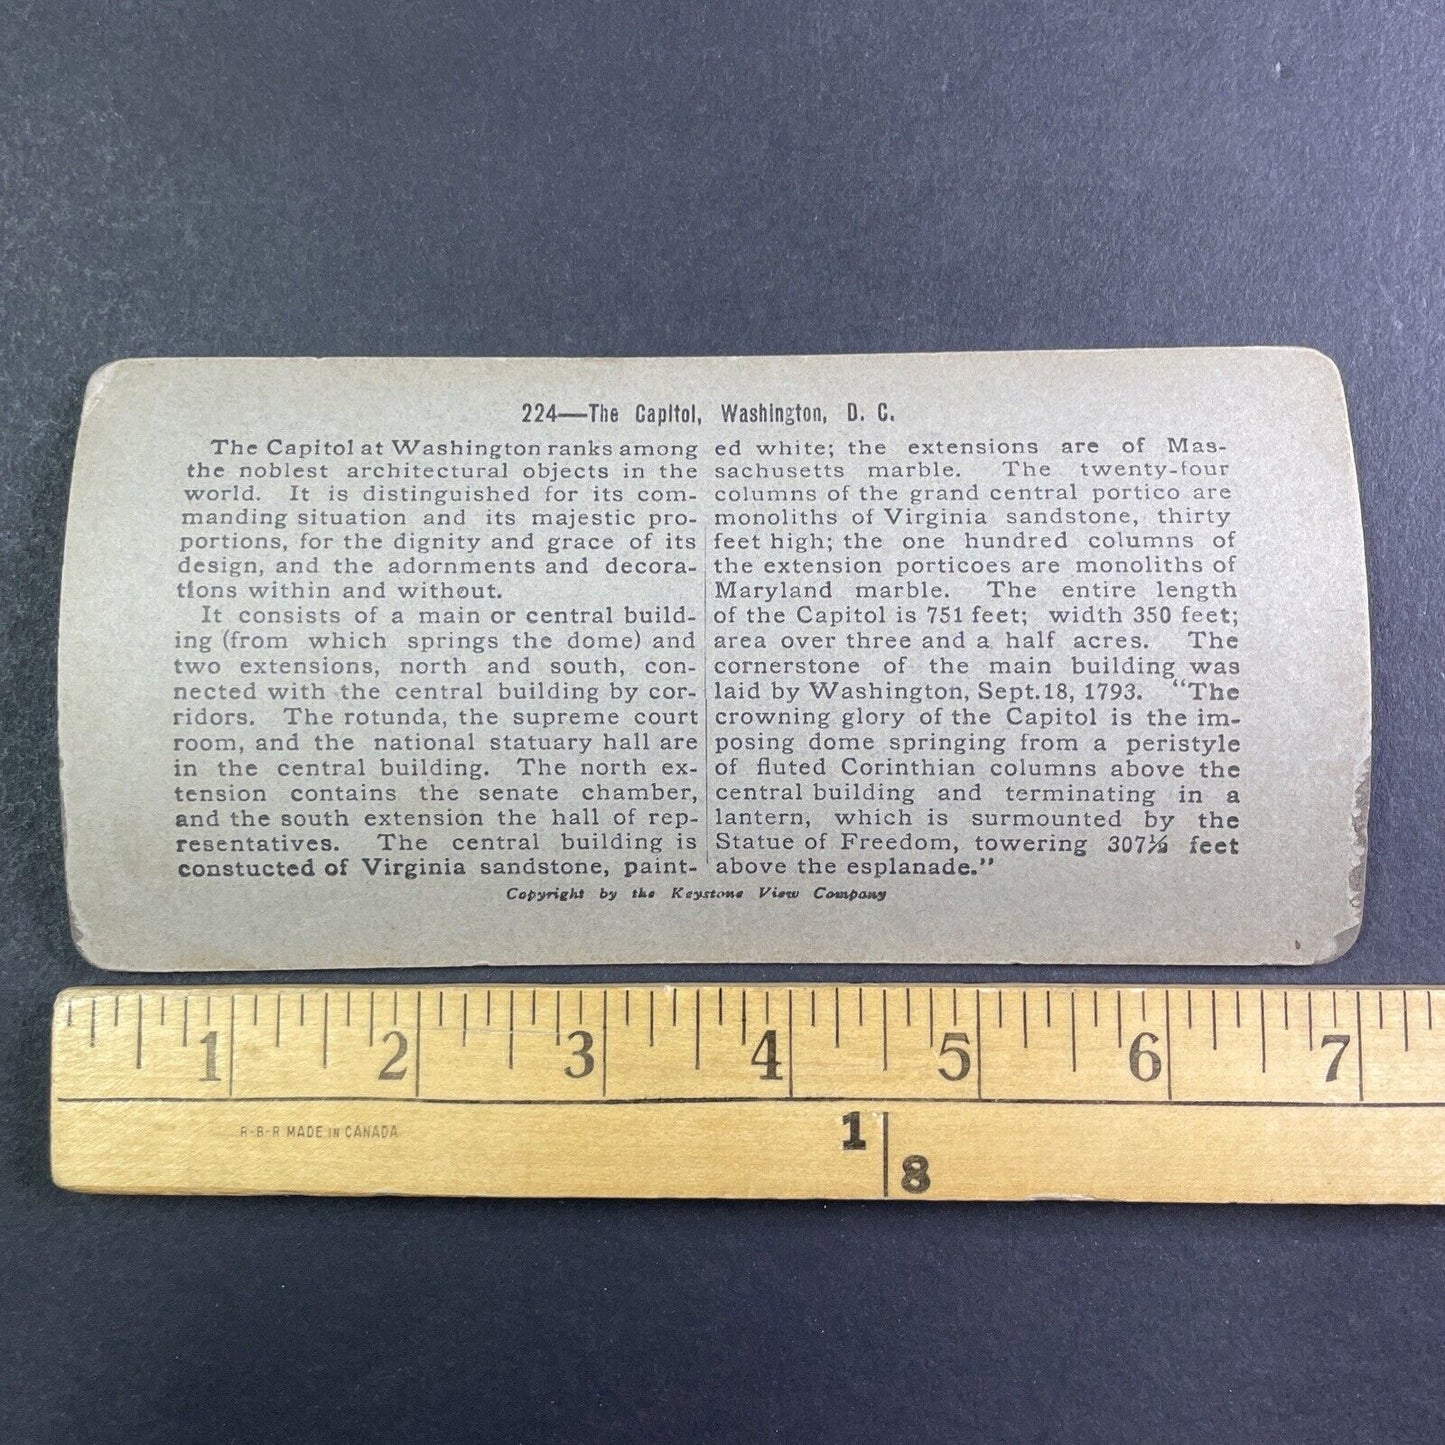 224—The Capitol, Washington, D. C.
The Capitol at Washington ranks among
the noblest architectural objects in the
world. It is distinguished for its com-
manding situation and its majestic pro-
portions, for the dignity and grace of its
design, and the adornments and decora-
tions within and without.
It consists of a main or central build-
ing (from which springs the dome) and
two extensions, north and south, con-
nected with the central building by cor-
ridors. The rotunda, the supreme court
room, and the national statuary hall are
in the central building. The north ex-
tension contains the senate chamber,
and the south extension the hall of rep-
resentatives. The central building is
constucted of Virginia sandstone, paint-
ed white; the extensions are of Mas-
sachusetts marble. The twenty-four
columns of the grand central portico are
monoliths of Virginia sandstone, thirty
feet high; the one hundred columns of
the extension porticoes are monoliths of
Maryland marble. The entire length
of the Capitol is 751 feet; width 350 feet;
area over three and a half acres. The
cornerstone of the main building was
laid by Washington, Sept. 18, 1793. "The
crowning glory of the Capitol is the im-
posing dome springing from a peristyle
of fluted Corinthian columns above the
central building and terminating in a
lantern, which is surmounted by the
Statue of Freedom, towering 307½ feet
above the esplanade."
Copyright by the Keystone View Company
1 2 3 4 5 6 7
R-B-R MADE IN CANADA
1
8